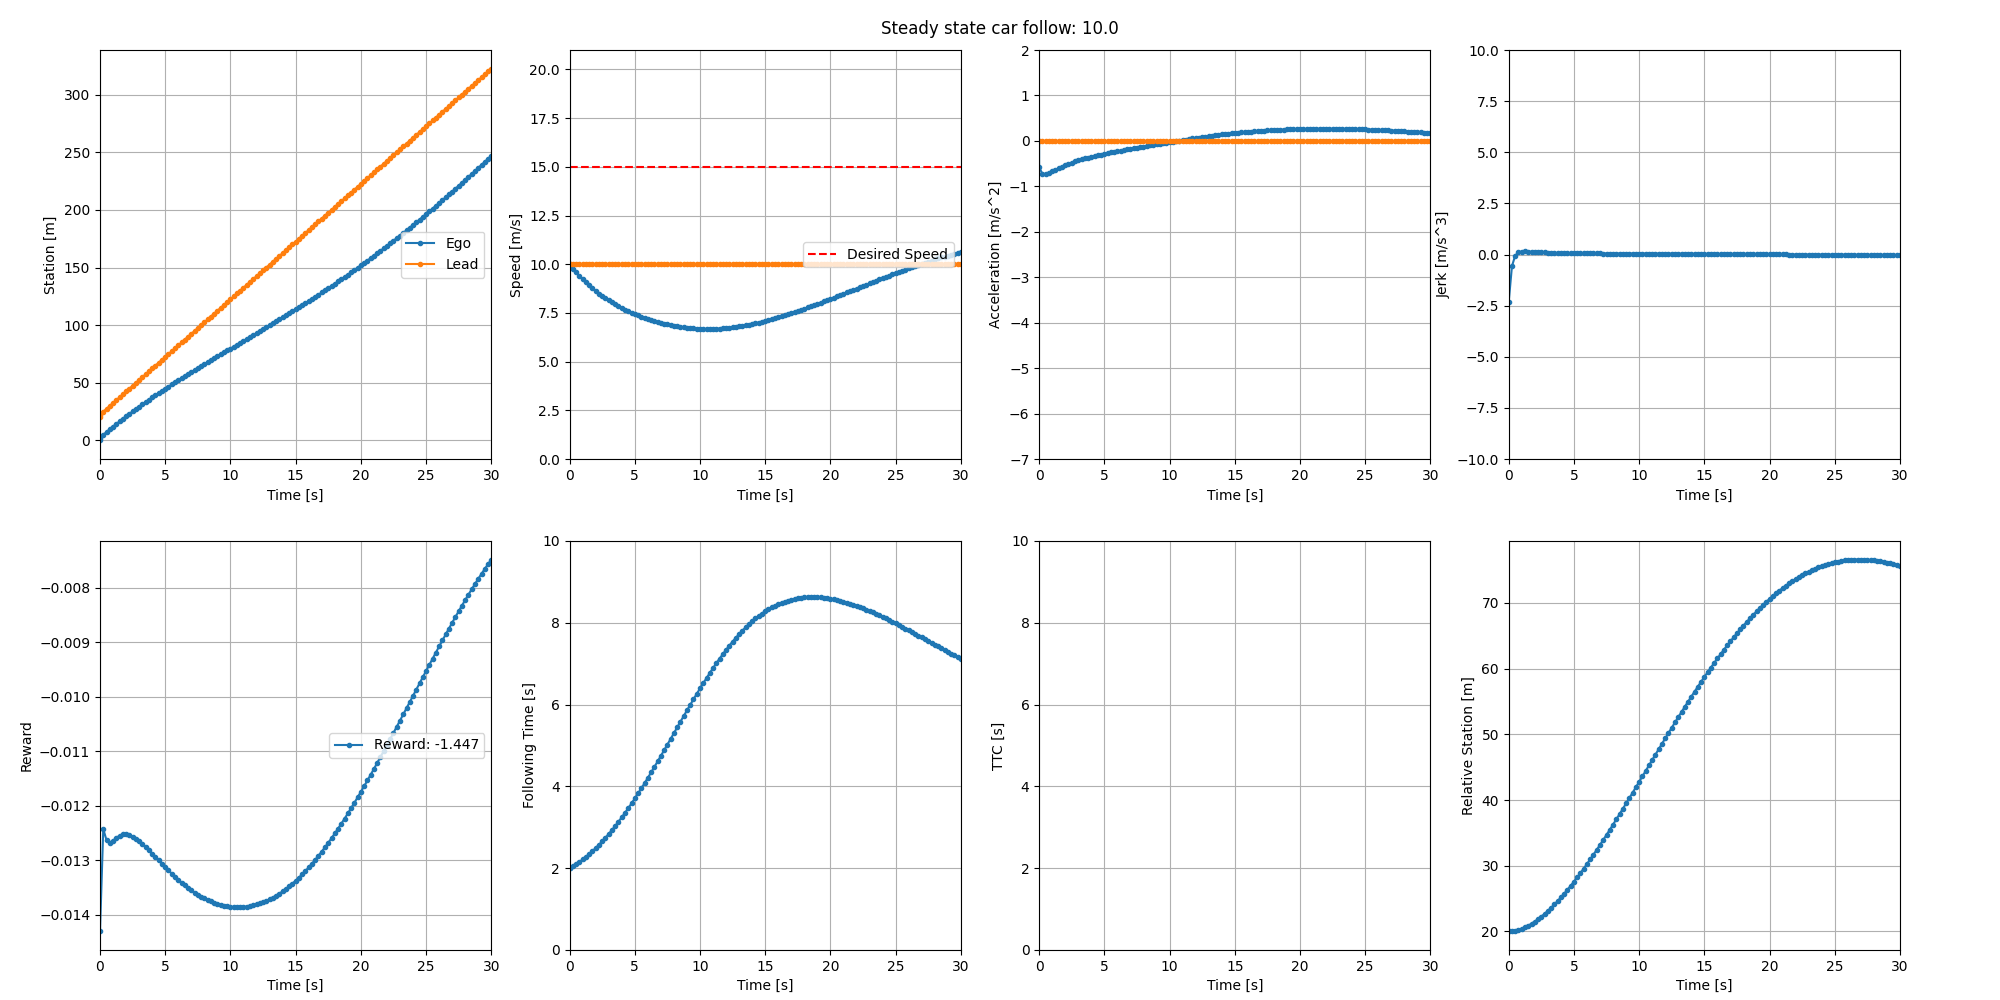 Steady state car follow: 10.0
Station [m]
300
250
200
150
100
50
0
Ego
Lead
0 5 10 15 20 25 30
Time [s]
Speed [m/s]
20.0
17.5
15.0
12.5
10.0
7.5
5.0
2.5
0.0
Desired Speed
0 5 10 15 20 25 30
Time [s]
Acceleration [m/s^2]
2
1
0
−1
−2
−3
−4
−5
−6
−7
0 5 10 15 20 25 30
Time [s]
Jerk [m/s^3]
10.0
7.5
5.0
2.5
0.0
−2.5
−5.0
−7.5
−10.0
0 5 10 15 20 25 30
Time [s]
Reward
−0.008
−0.009
−0.010
−0.011
−0.012
−0.013
−0.014
Reward: -1.447
0 5 10 15 20 25 30
Time [s]
Following Time [s]
10
8
6
4
2
0
0 5 10 15 20 25 30
Time [s]
TTC [s]
10
8
6
4
2
0
0 5 10 15 20 25 30
Time [s]
Relative Station [m]
70
60
50
40
30
20
0 5 10 15 20 25 30
Time [s]